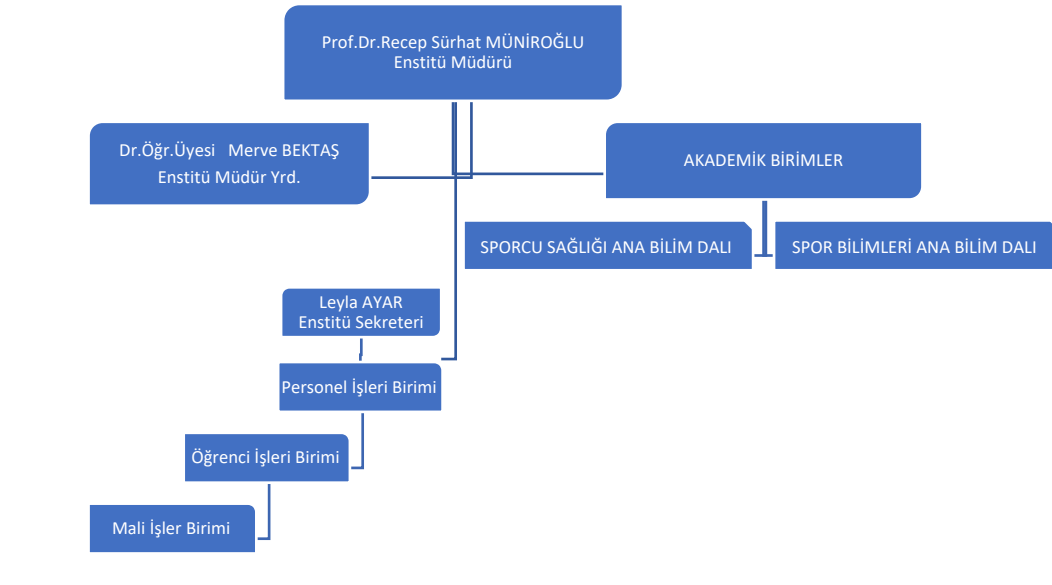 Prof.Dr.Recep Sürhat MÜNİROĞLU
Enstitü Müdürü
Dr.Öğr.Üyesi Merve BEKTAŞ
Enstitü Müdür Yrd.
AKADEMİK BİRİMLER
SPORCU SAĞLIĞI ANA BİLİM DALI
SPOR BİLİMLERİ ANA BİLİM DALI
Leyla AYAR
Enstitü Sekreteri
Personel İşleri Birimi
Öğrenci İşleri Birimi
Mali İşler Birimi